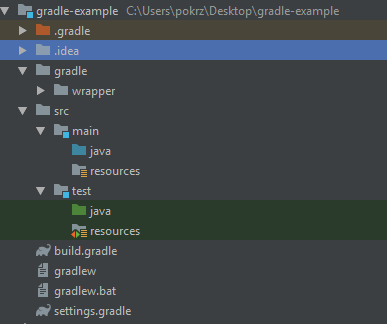 gradle-example C:\Users\pokrz\Desktop\gradle-example
.gradle
.idea
gradle
wrapper
src
main
java
resources
test
java
resources
build.gradle
gradlew
gradlew.bat
settings.gradle